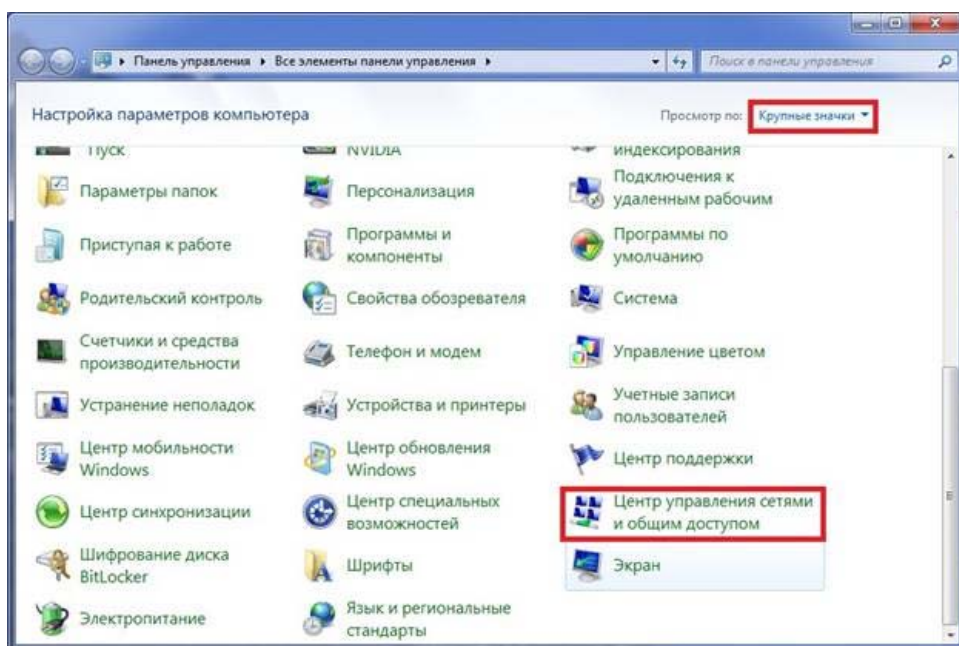 Панель управления ▸ Все элементы панели управления ▸
Поиск в панели управления
Настройка параметров компьютера
Просмотр по: Крупные значки
Пуск
NVIDIA
индексирования
Параметры папок
Персонализация
Подключения к
удаленным рабочим
Приступая к работе
Программы и
компоненты
Программы по
умолчанию
Родительский контроль
Свойства обозревателя
Система
Счетчики и средства
производительности
Телефон и модем
Управление цветом
Устранение неполадок
Устройства и принтеры
Учетные записи
пользователей
Центр мобильности
Windows
Центр обновления
Windows
Центр поддержки
Центр синхронизации
Центр специальных
возможностей
Центр управления сетями
и общим доступом
Шифрование диска
BitLocker
Шрифты
Экран
Электропитание
Язык и региональные
стандарты